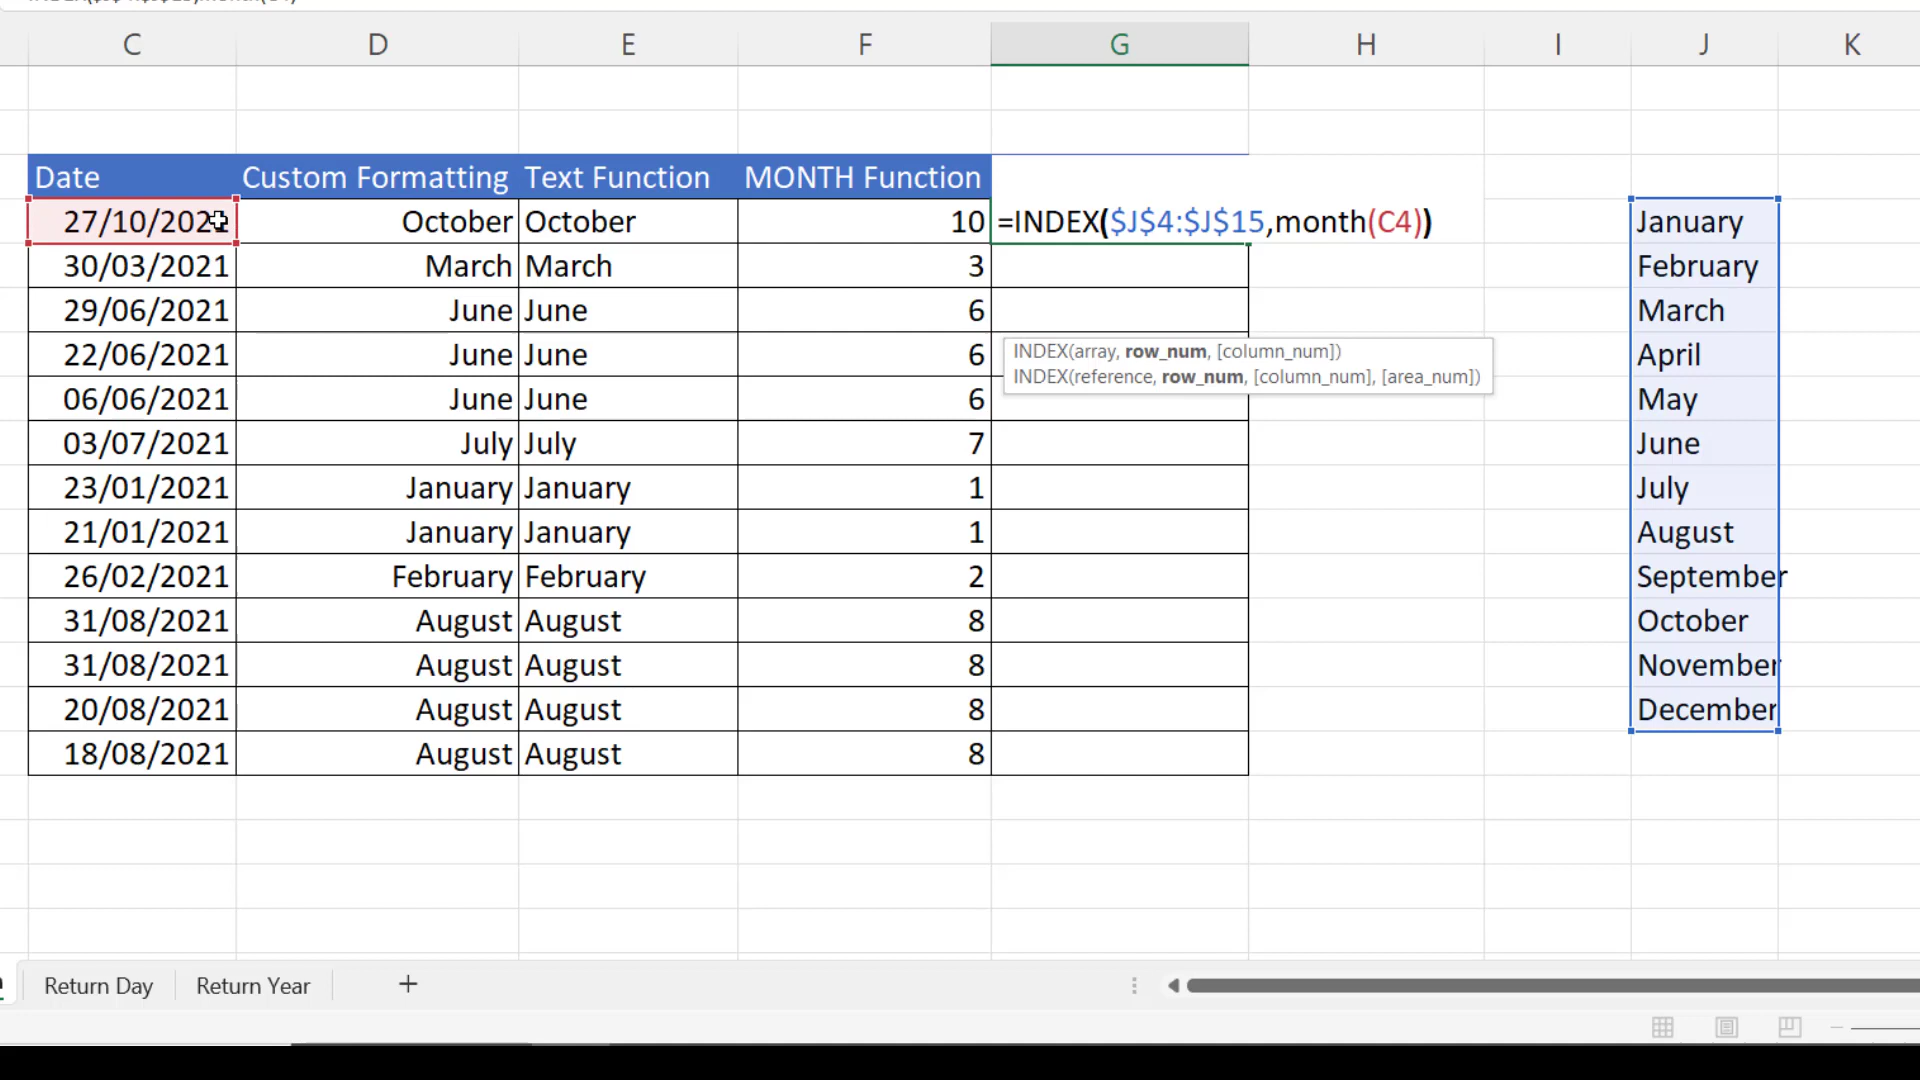 C D E F G H I J K
Date Custom Formatting Text Function MONTH Function
27/10/2021 October October 10 =INDEX($J$4:$J$15,month(C4)) January
30/03/2021 March March 3 February
29/06/2021 June June 6 March
22/06/2021 June June 6 INDEX(array, row_num, [column_num]) April
INDEX(reference, row_num, [column_num], [area_num])
06/06/2021 June June 6 May
03/07/2021 July July 7 June
23/01/2021 January January 1 July
21/01/2021 January January 1 August
26/02/2021 February February 2 September
31/08/2021 August August 8 October
31/08/2021 August August 8 November
20/08/2021 August August 8 December
18/08/2021 August August 8
Return Day Return Year +